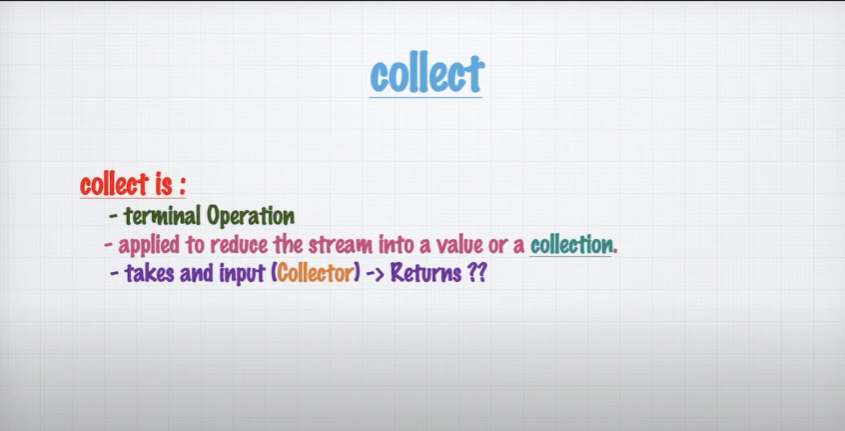 collect
collect is :
- terminal Operation
- applied to reduce the stream into a value or a collection.
- takes and input (Collector) -> Returns ??